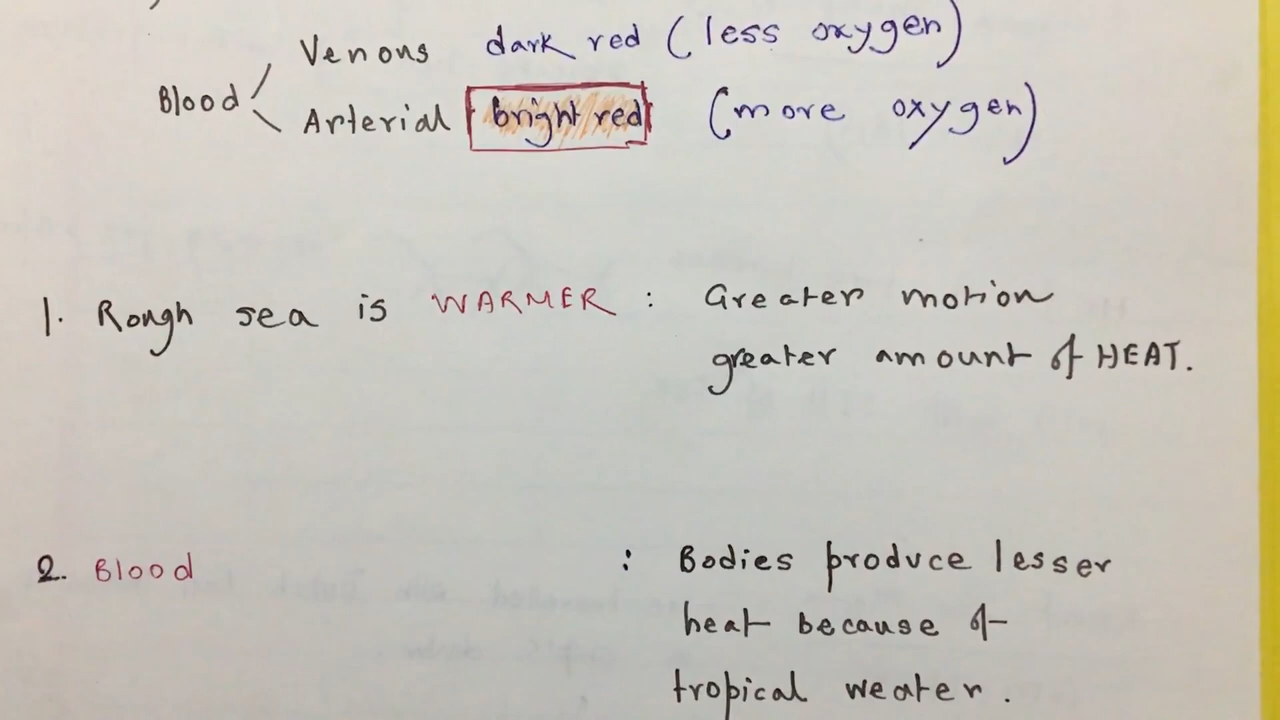 Venous dark red (less oxygen)
Blood
Arterial bright red (more oxygen)
1. Rough sea is WARMER : Greater motion
greater amount of HEAT.
2. Blood : Bodies produce lesser
heat because of
tropical weater.